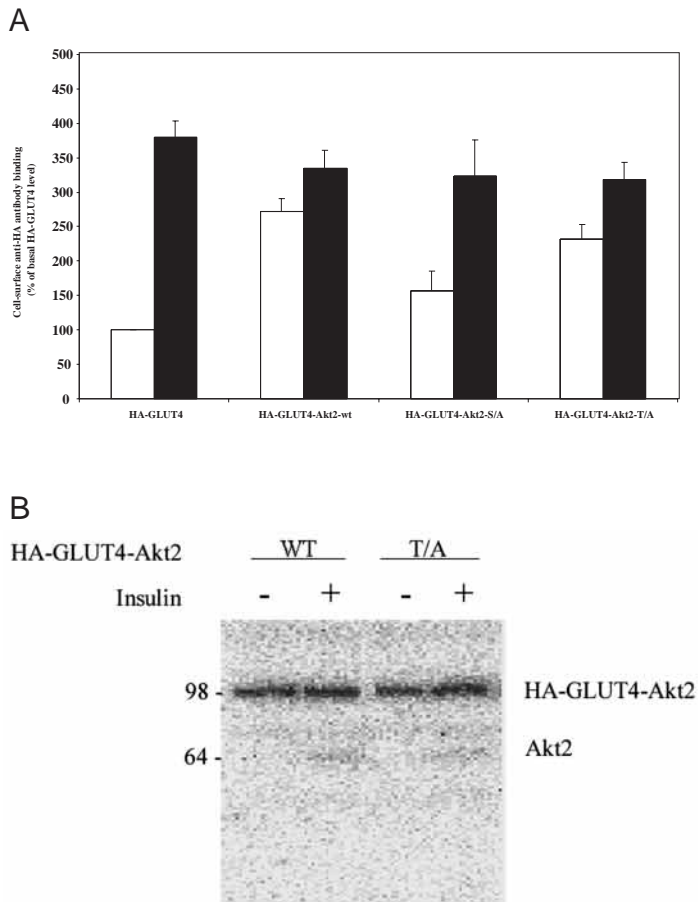 A
Cell-surface anti-HA antibody binding
(% of basal HA-GLUT4 level)
500
450
400
350
300
250
200
150
100
50
0
HA-GLUT4
HA-GLUT4-Akt2-wt
HA-GLUT4-Akt2-S/A
HA-GLUT4-Akt2-T/A
B
HA-GLUT4-Akt2 WT T/A
Insulin - + - +
98 - HA-GLUT4-Akt2
64 - Akt2